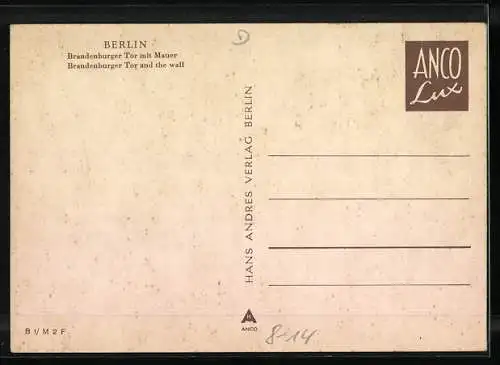 BERLIN
Brandenburger Tor mit Mauer
Brandenburger Tor and the wall
D
ANCO
Lux
HANS ANDRES VERLAG BERLIN
B 1/M 2 F
ANCO
8-14